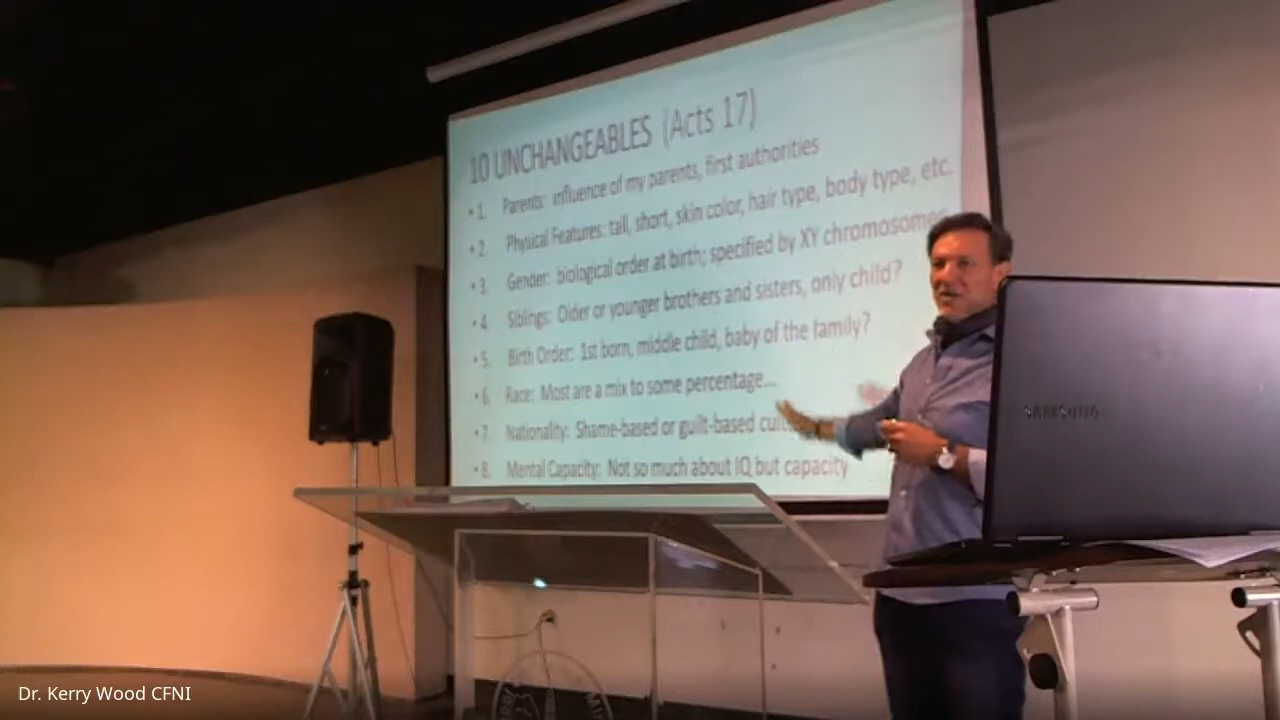 10 UNCHANGEABLES (Acts 17)
• 1. Parents: influence of my parents, first authorities
• 2. Physical Features: tall, short, skin color, hair type, body type, etc.
• 3. Gender: biological order at birth; specified by XY chromosomes
• 4. Siblings: Older or younger brothers and sisters, only child?
• 5. Birth Order: 1st born, middle child, baby of the family?
• 6. Race: Most are a mix to some percentage...
• 7. Nationality: Shame-based or guilt-based
• 8. Mental Capacity: Not so much about IQ but capacity
SAMSUNG
Dr. Kerry Wood CFNI